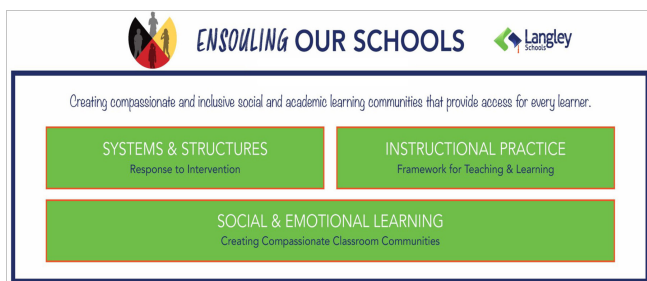 ENSOULING OUR SCHOOLS
Langley
Schools
Creating compassionate and inclusive social and academic learning communities that provide access for every learner.
SYSTEMS & STRUCTURES
Response to Intervention
INSTRUCTIONAL PRACTICE
Framework for Teaching & Learning
SOCIAL & EMOTIONAL LEARNING
Creating Compassionate Classroom Communities